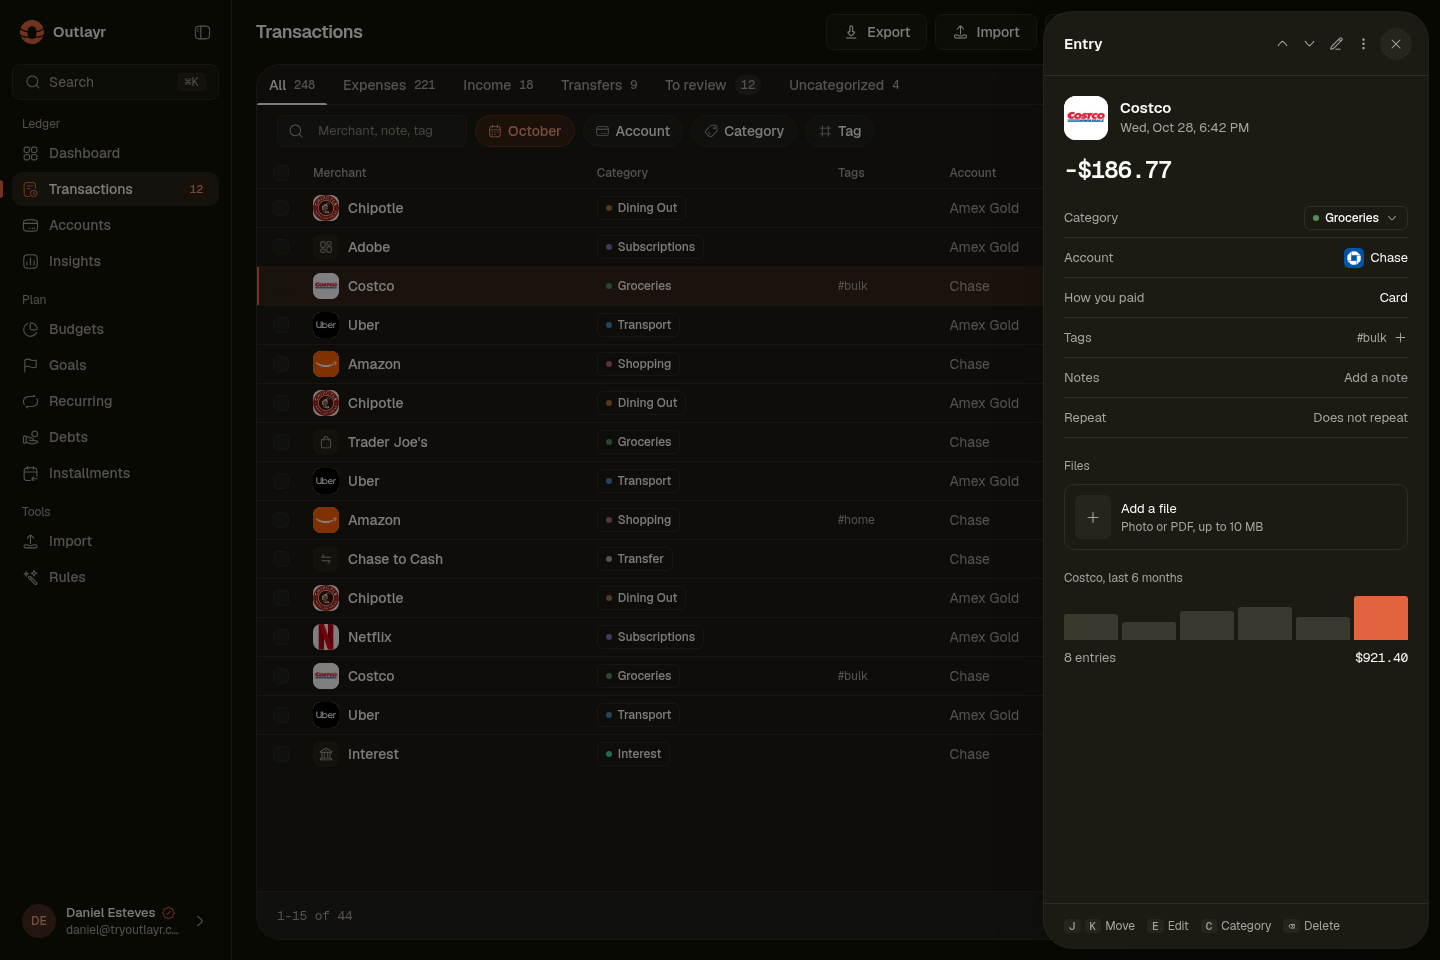 Outlayr
Search ⌘K
Ledger
Dashboard
Transactions 12
Accounts
Insights
Plan
Budgets
Goals
Recurring
Debts
Installments
Tools
Import
Rules
DE
Daniel Esteves
daniel@tryoutlayr.c...
Transactions
Export
Import
All 248
Expenses 221
Income 18
Transfers 9
To review 12
Uncategorized 4
Merchant, note, tag
October
Account
Category
Tag
Merchant Category Tags Account
Chipotle Dining Out Amex Gold
Adobe Subscriptions Amex Gold
Costco Groceries #bulk Chase
Uber Uber Transport Amex Gold
Amazon Shopping Chase
Chipotle Dining Out Amex Gold
Trader Joe's Groceries Chase
Uber Uber Transport Amex Gold
Amazon Shopping #home Chase
Chase to Cash Transfer Chase
Chipotle Dining Out Amex Gold
Netflix Subscriptions Amex Gold
Costco Groceries #bulk Chase
Uber Uber Transport Amex Gold
Interest Interest Chase
1-15 of 44
Entry
COSTCO
Costco
Wed, Oct 28, 6:42 PM
-$186.77
Category Groceries
Account Chase
How you paid Card
Tags #bulk
Notes Add a note
Repeat Does not repeat
Files
Add a file
Photo or PDF, up to 10 MB
Costco, last 6 months
8 entries $921.40
J K Move E Edit C Category ⌫ Delete